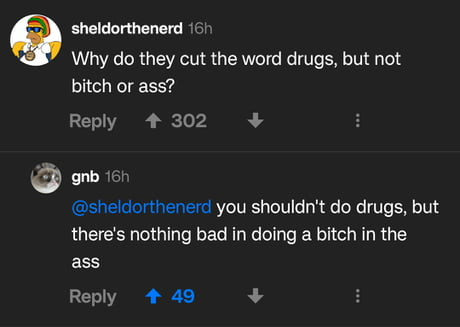 sheldorthenerd 16h
Why do they cut the word drugs, but not
bitch or ass?
Reply 302
gnb 16h
@sheldorthenerd you shouldn't do drugs, but
there's nothing bad in doing a bitch in the
ass
Reply 49